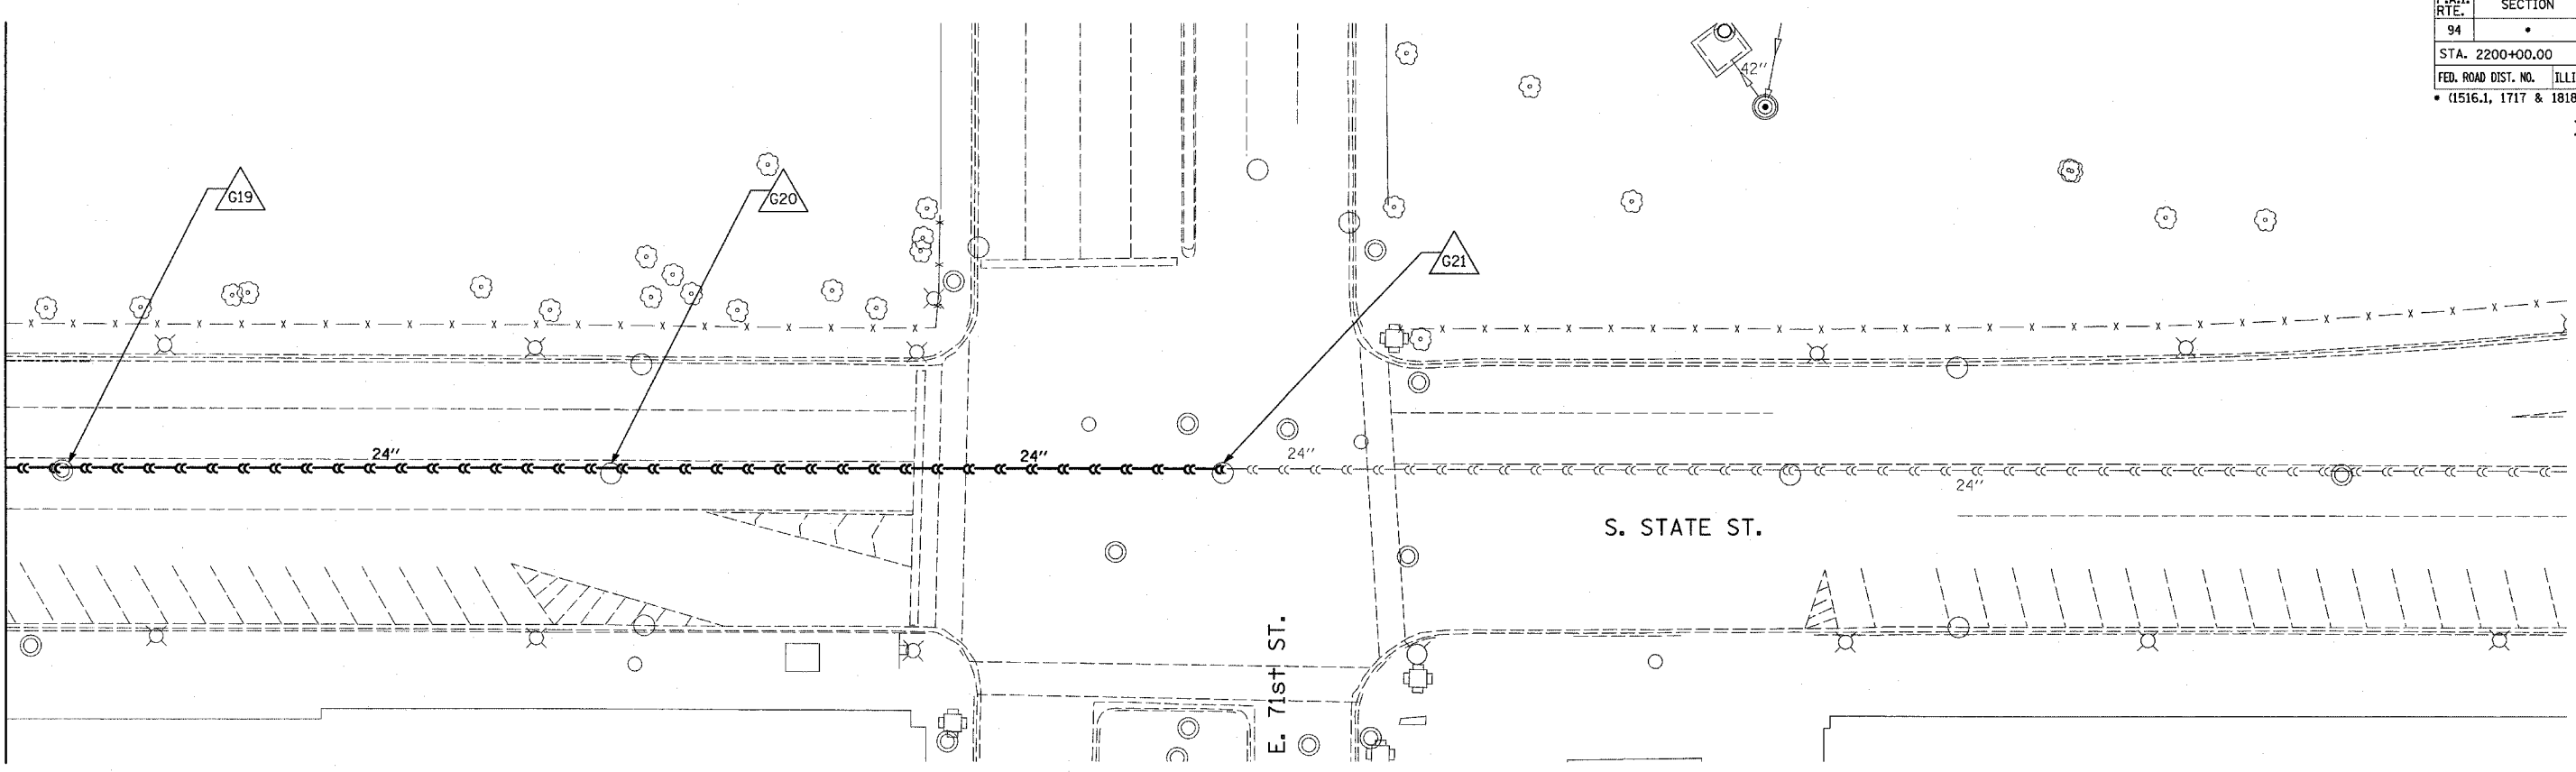 RTE. SECTION
94 •
STA. 2200+00.00
FED. ROAD DIST. NO. ILLI
• (1516.1, 1717 & 1818
42"
G19
G20
G21
24"
24"
24"
24"
S. STATE ST.
E. 71st ST.